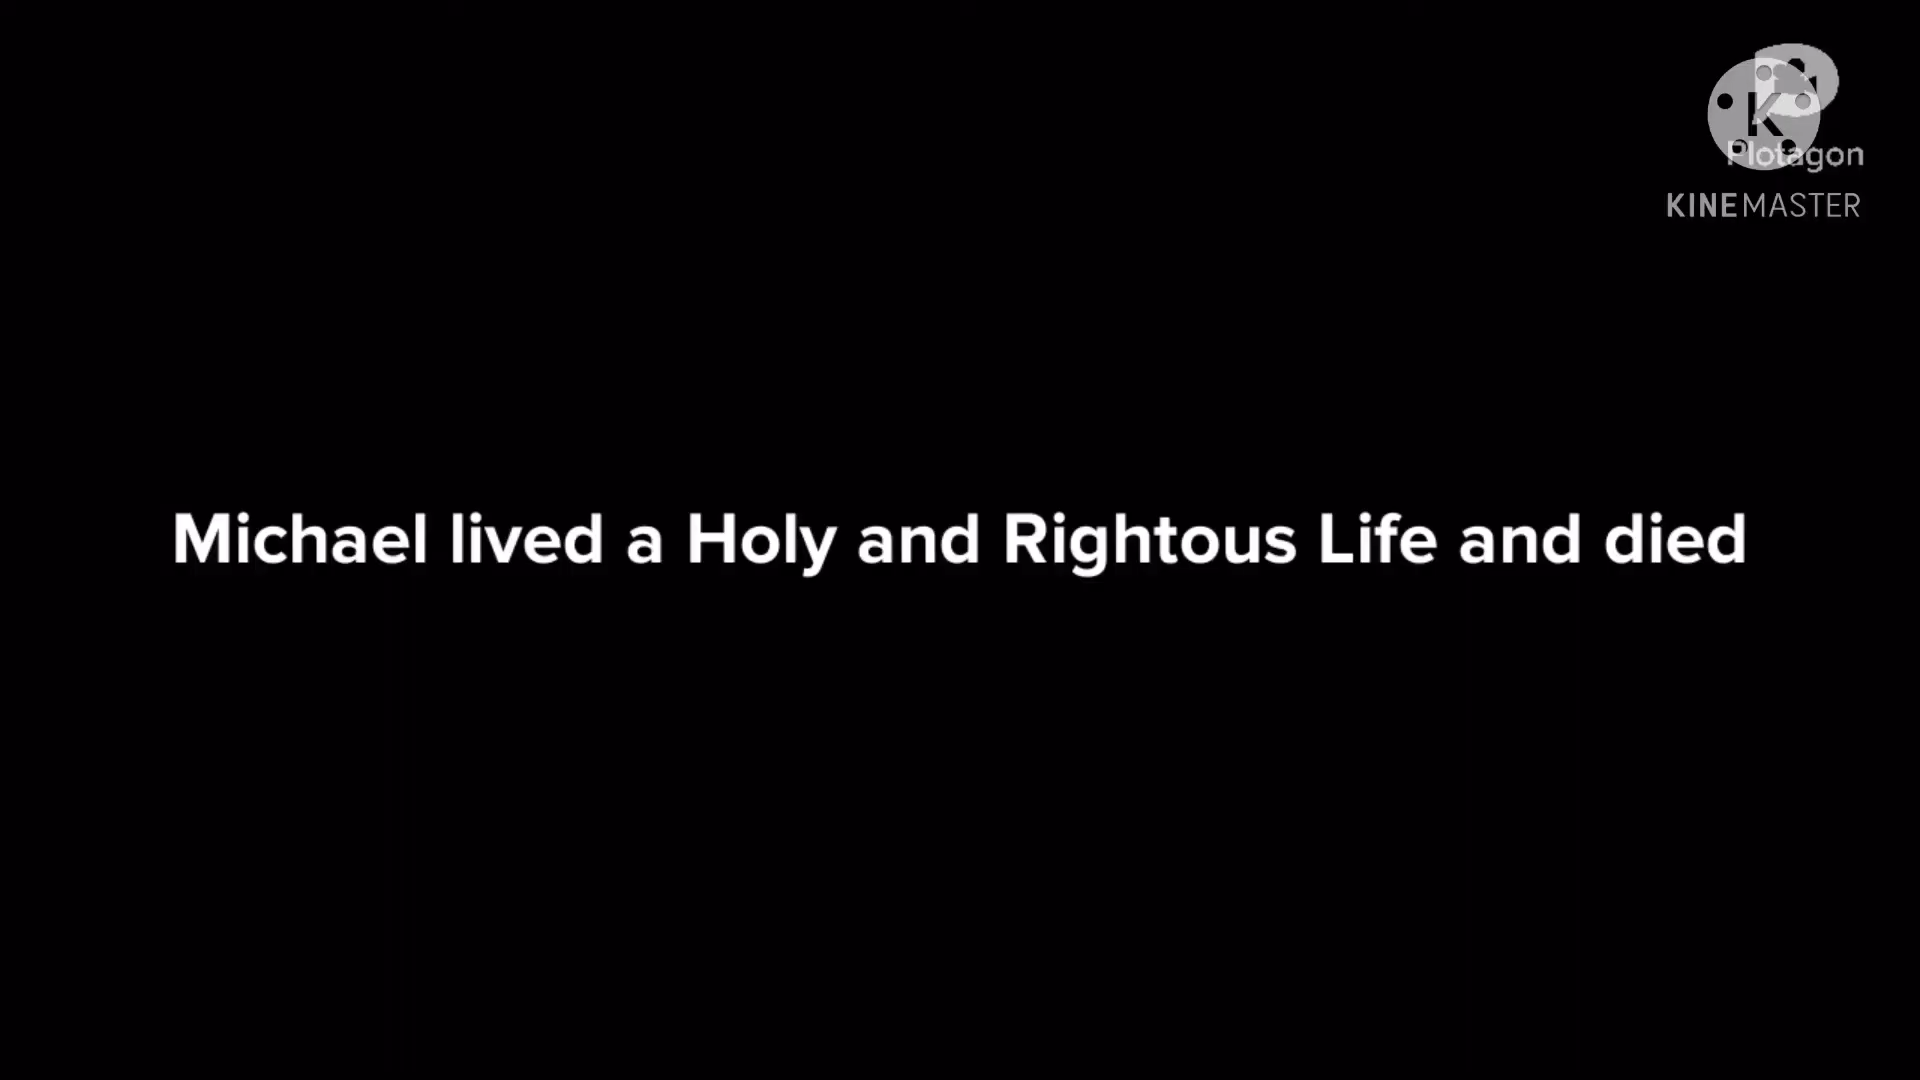 K
Plotagon
KINEMASTER
Michael lived a Holy and Rightous Life and died